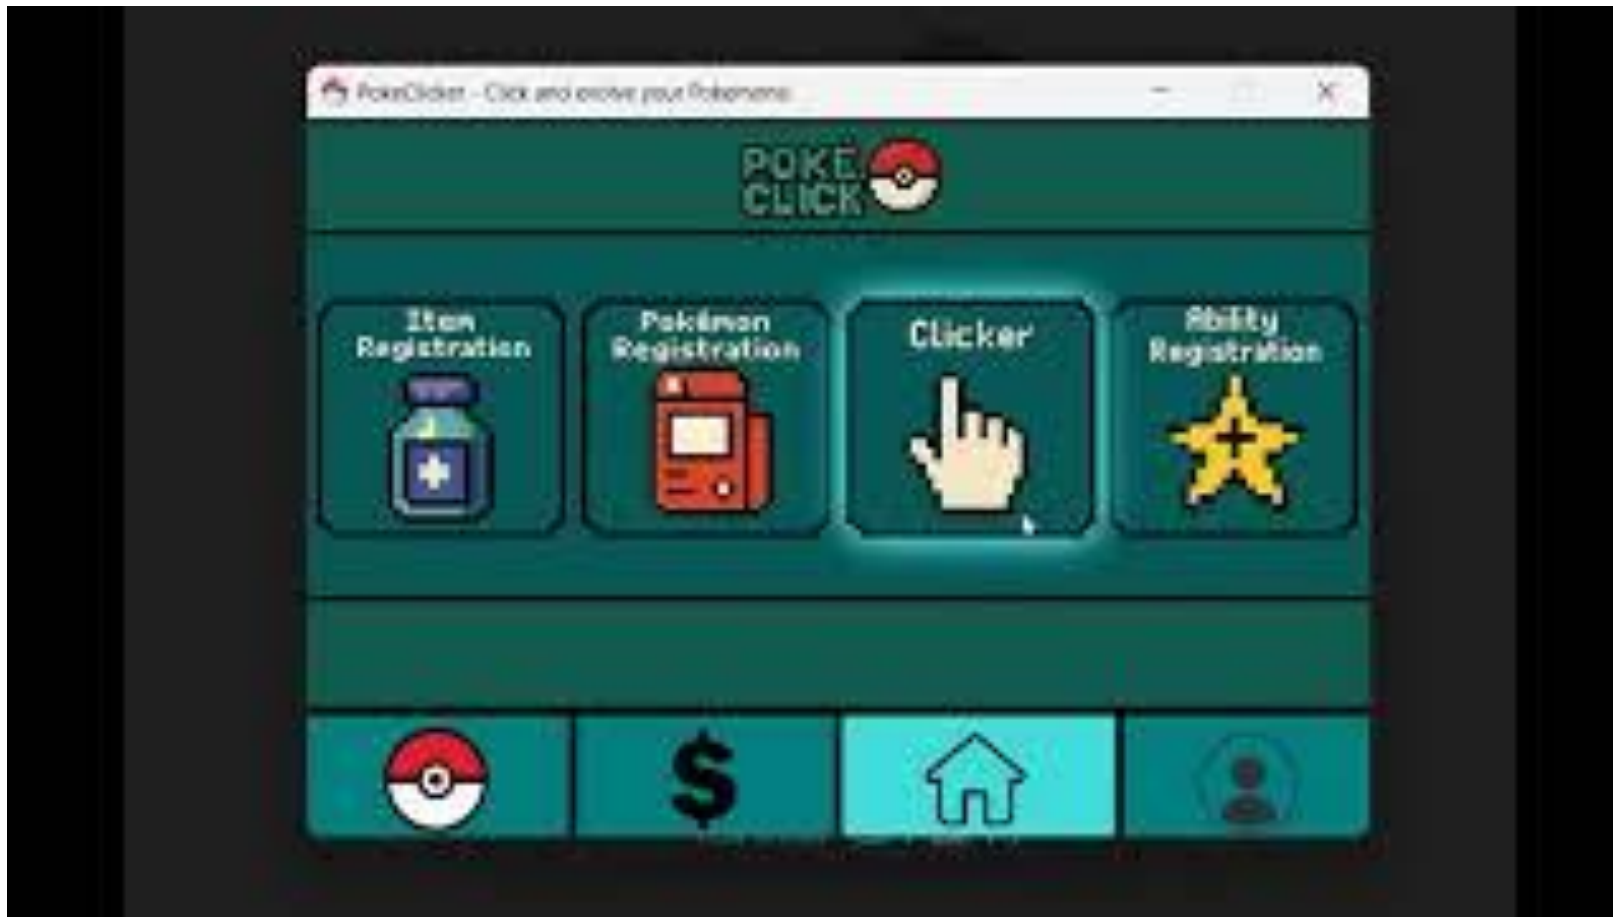 PokeClicker - Click and evolve your Pokemons
POKE
CLICK
Item
Registration
Pokémon
Registration
Clicker
Ability
Registration
$